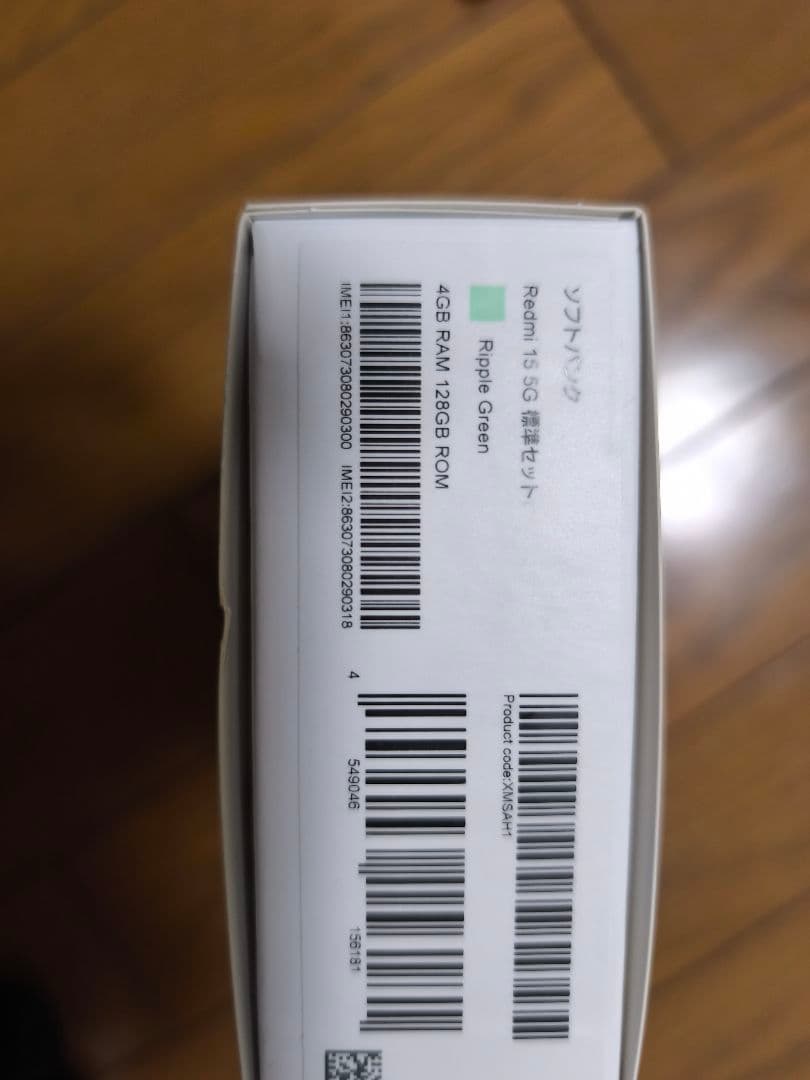 ソフトバンク
Redmi 15 5G 標準セット
Ripple Green
4GB RAM 128GB ROM
IMEI1:863073080290300 IMEI2:863073080290318
Product code:XMSAH1
4 549046 156181